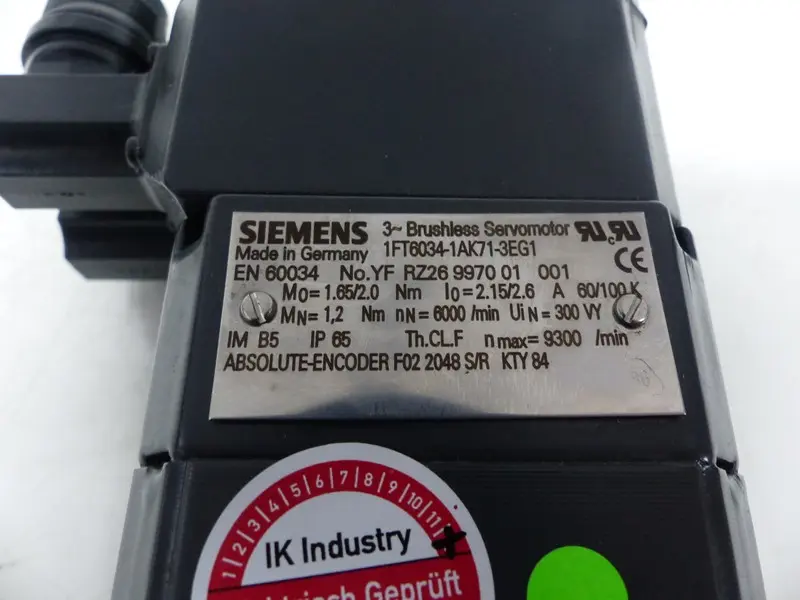 SIEMENS 3~ Brushless Servomotor
Made in Germany 1FT6034-1AK71-3EG1
EN 60034 No.YF RZ26 9970 01 001
M0=1.65/2.0 Nm I0=2.15/2.6 A 60/100 K
MN=1,2 Nm nN=6000 /min UiN=300 VY
IM B5 IP 65 Th.CL.F nmax=9300 /min
ABSOLUTE-ENCODER F02 2048 S/R KTY 84
1|2|3|4|5|6|7|8|9|10|11
IK Industry
Geprüft